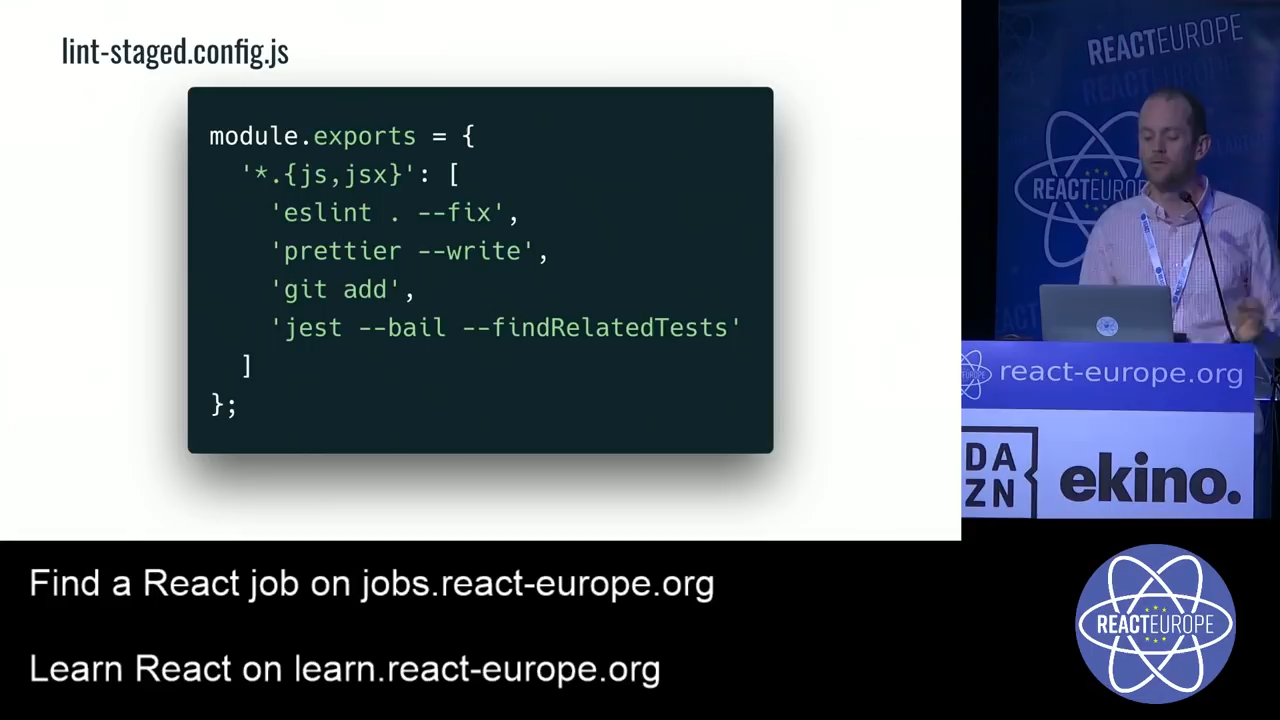 lint-staged.config.js
module.exports = {
'*.{js,jsx}': [
'eslint . --fix',
'prettier --write',
'git add',
'jest --bail --findRelatedTests'
]
};
REACTEUROPE
REACTEUROPE
react-europe.org
DA
ZN
ekino.
Find a React job on jobs.react-europe.org
Learn React on learn.react-europe.org
REACTEUROPE